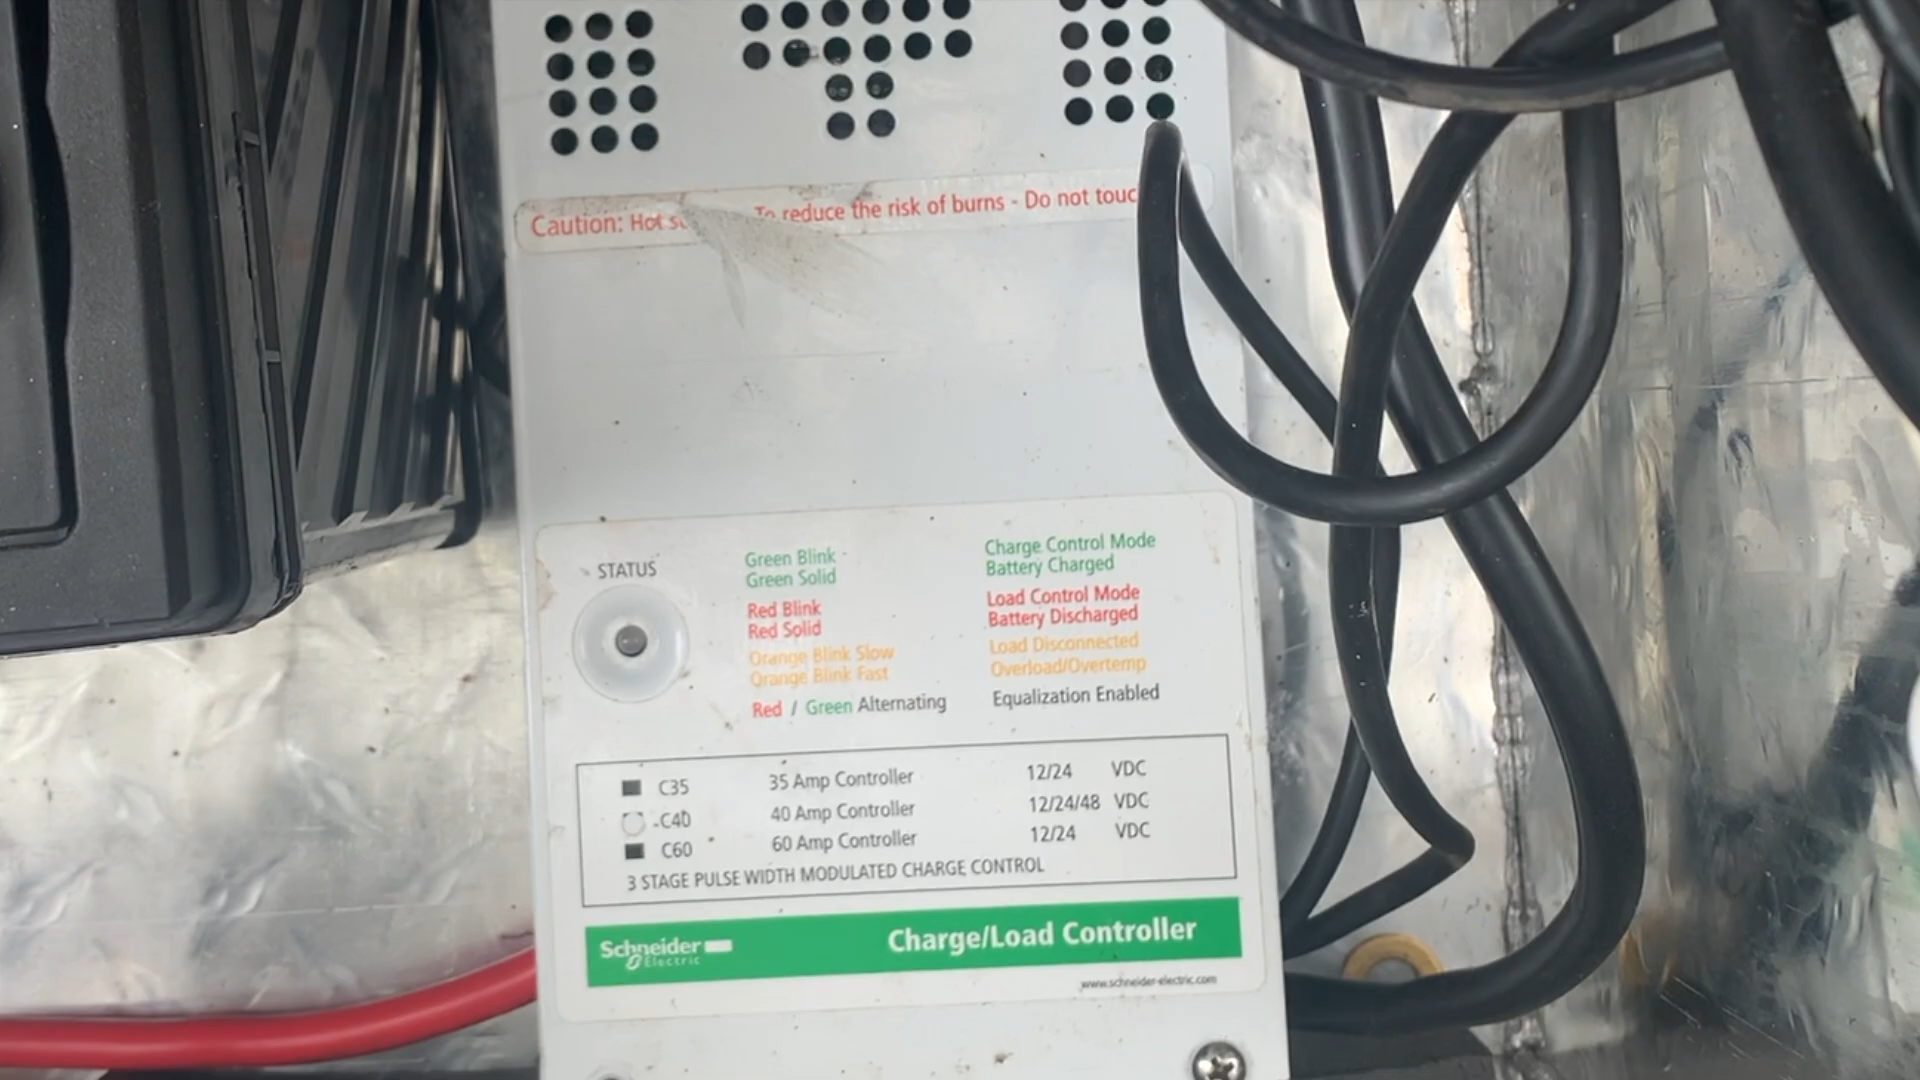 Caution: Hot To reduce the risk of burns - Do not
STATUS
Green Blink Charge Control Mode
Green Solid Battery Charged
Red Blink Load Control Mode
Red Solid Battery Discharged
Orange Blink Slow Load Disconnected
Orange Blink Fast Overload/Overtemp
Red / Green Alternating Equalization Enabled
C35 35 Amp Controller 12/24 VDC
C40 40 Amp Controller 12/24/48 VDC
C60 60 Amp Controller 12/24 VDC
3 STAGE PULSE WIDTH MODULATED CHARGE CONTROL
Schneider Electric Charge/Load Controller
www.schneider-electric.com